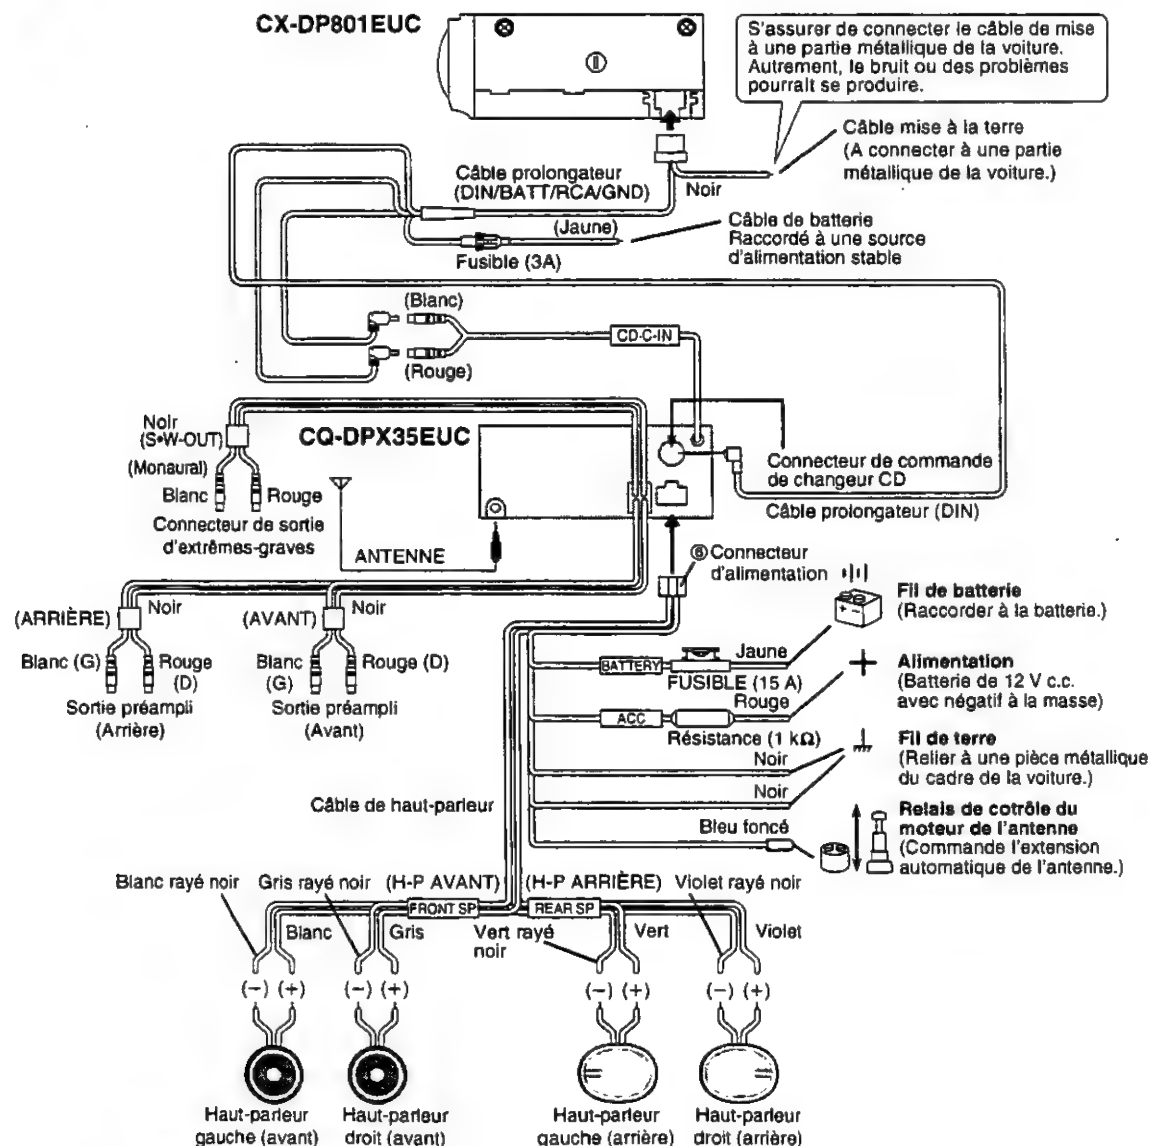 CX-DP801EUC
S'assurer de connecter le câble de mise
à une partie métallique de la voiture.
Autrement, le bruit ou des problèmes
pourrait se produire.
Câble mise à la terre
(A connecter à une partie
métallique de la voiture.)
Câble prolongateur
(DIN/BATT/RCA/GND)
Noir
(Jaune)
Câble de batterie
Raccordé à une source
d'alimentation stable
Fusible (3A)
(Blanc)
CD·C-IN
(Rouge)
Noir
(S•W-OUT)
CQ-DPX35EUC
(Monaural)
Blanc
Rouge
Connecteur de sortie
d'extrêmes-graves
Connecteur de commande
de changeur CD
Câble prolongateur (DIN)
ANTENNE
⑥ Connecteur
d'alimentation
Fil de batterie
(Raccorder à la batterie.)
(ARRIÈRE)
Noir
(AVANT)
Noir
Blanc (G)
Rouge
(D)
Blanc
(G)
Rouge (D)
Sortie préampli
(Arrière)
Sortie préampli
(Avant)
Jaune
BATTERY
FUSIBLE (15 A)
Alimentation
(Batterie de 12 V c.c.
avec négatif à la masse)
Rouge
ACC
Résistance (1 kΩ)
Fil de terre
(Relier à une pièce métallique
du cadre de la voiture.)
Noir
Noir
Câble de haut-parleur
Bleu foncé
Relais de cotrôle du
moteur de l'antenne
(Commande l'extension
automatique de l'antenne.)
Blanc rayé noir
Gris rayé noir
(H-P AVANT)
(H-P ARRIÈRE)
Violet rayé noir
FRONT SP
REAR SP
Blanc
Gris
Vert rayé
noir
Vert
Violet
(−) (+)
(−) (+)
(−) (+)
(−) (+)
Haut-parleur
gauche (avant)
Haut-parleur
droit (avant)
Haut-parleur
gauche (arrière)
Haut-parleur
droit (arrière)